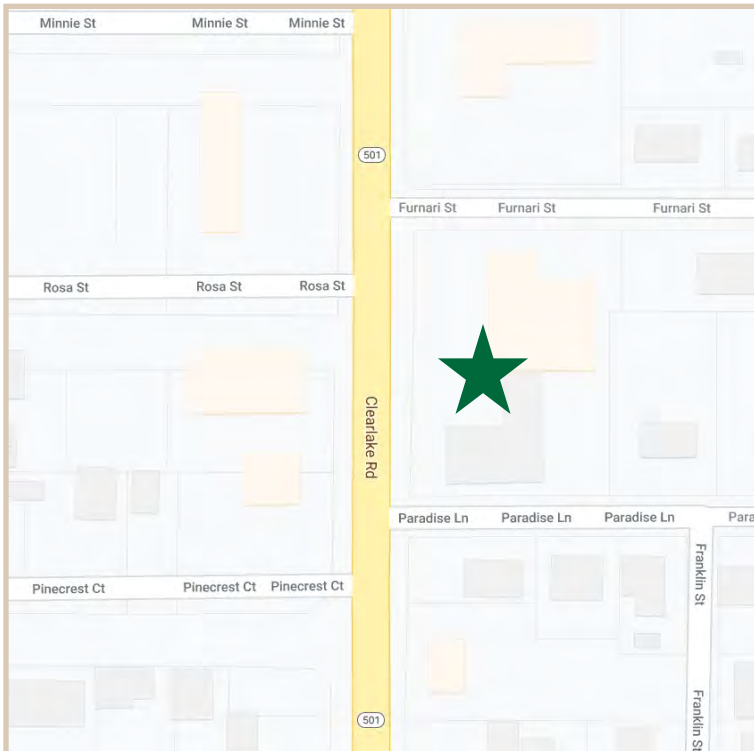 Minnie St Minnie St Minnie St
501
Furnari St Furnari St Furnari St
Rosa St Rosa St Rosa St
Clearlake Rd
Paradise Ln Paradise Ln Paradise Ln Para
Franklin St
Pinecrest Ct Pinecrest Ct Pinecrest Ct
501
Franklin St